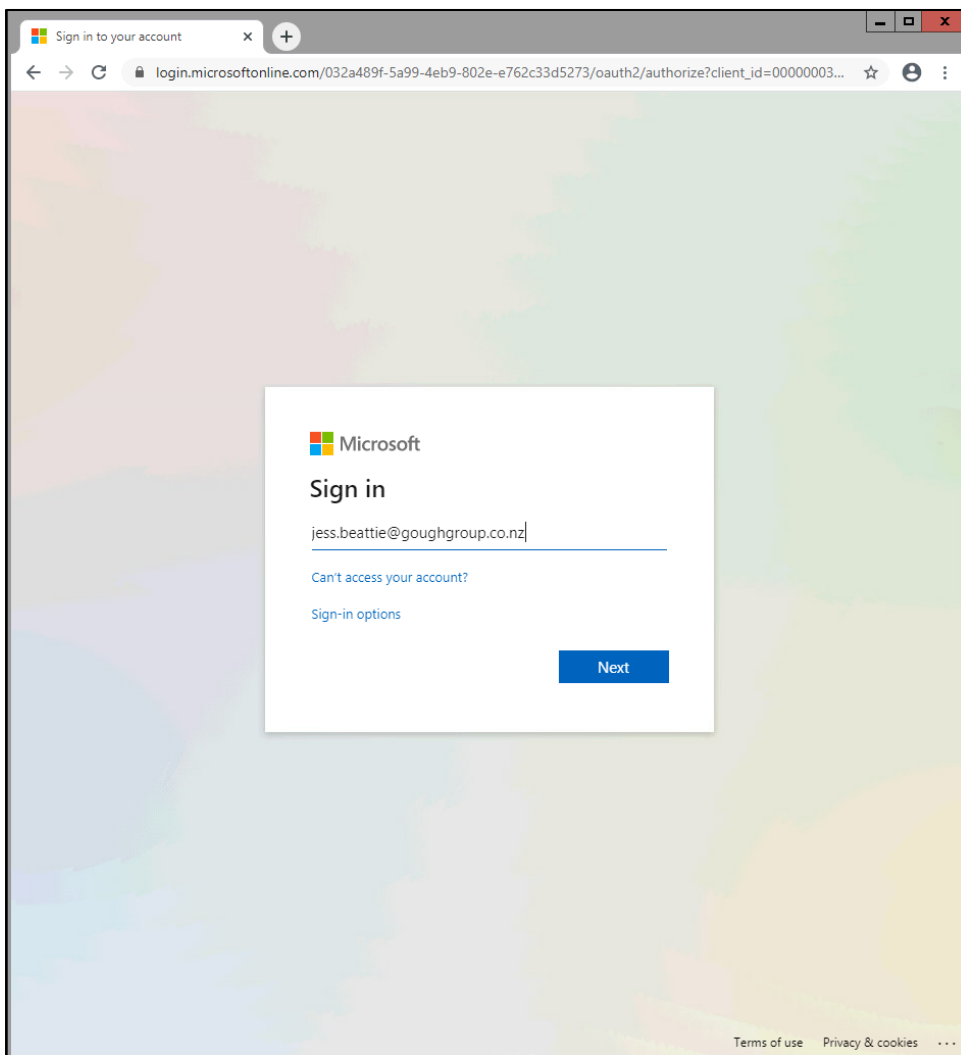 Sign in to your account
login.microsoftonline.com/032a489f-5a99-4eb9-802e-e762c33d5273/oauth2/authorize?client_id=00000003...
Microsoft
Sign in
jess.beattie@goughgroup.co.nz
Can't access your account?
Sign-in options
Next
Terms of use Privacy & cookies ...